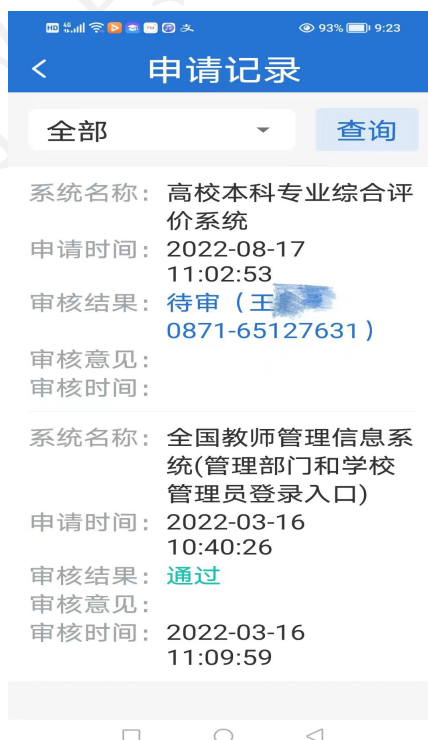 HD 4G 93% 9:23
申请记录
全部 查询
系统名称: 高校本科专业综合评
价系统
申请时间: 2022-08-17
11:02:53
审核结果: 待审（王
0871-65127631）
审核意见:
审核时间:
系统名称: 全国教师管理信息系
统(管理部门和学校
管理员登录入口)
申请时间: 2022-03-16
10:40:26
审核结果: 通过
审核意见:
审核时间: 2022-03-16
11:09:59